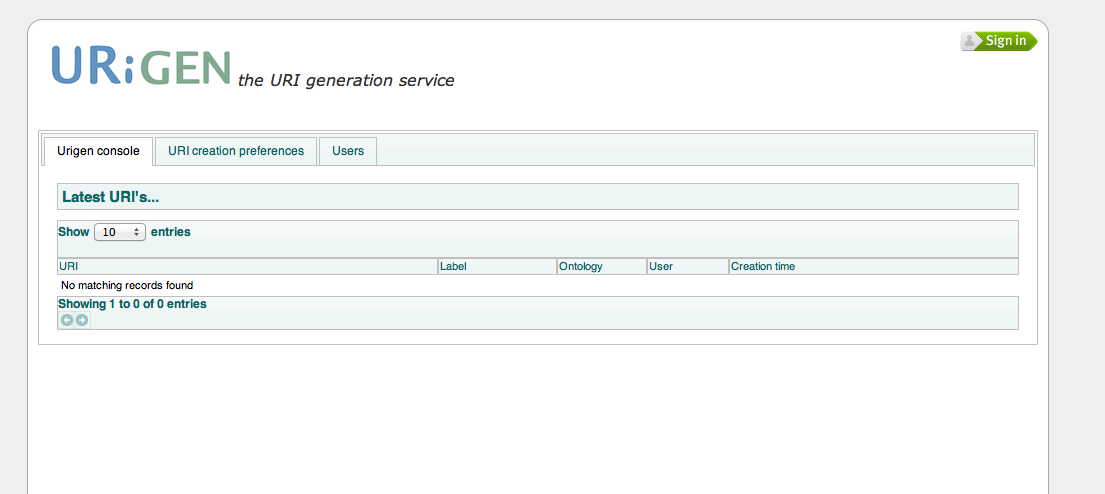 Sign in
URiGEN the URI generation service
Urigen console URI creation preferences Users
Latest URI's...
Show 10 entries
URI Label Ontology User Creation time
No matching records found
Showing 1 to 0 of 0 entries